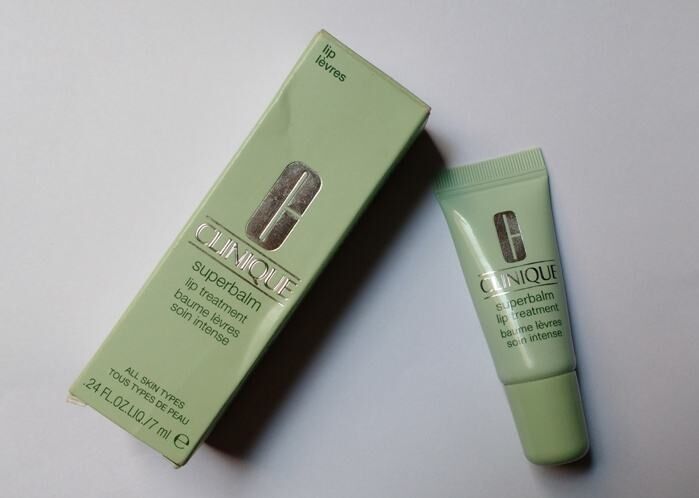 lip
lèvres
CLINIQUE
superbalm
lip treatment
baume lèvres
soin intense
ALL SKIN TYPES
TOUS TYPES DE PEAU
.24 FL.OZ.LIQ./7 ml ℮
CLINIQUE
superbalm
lip treatment
baume lèvres
soin intense